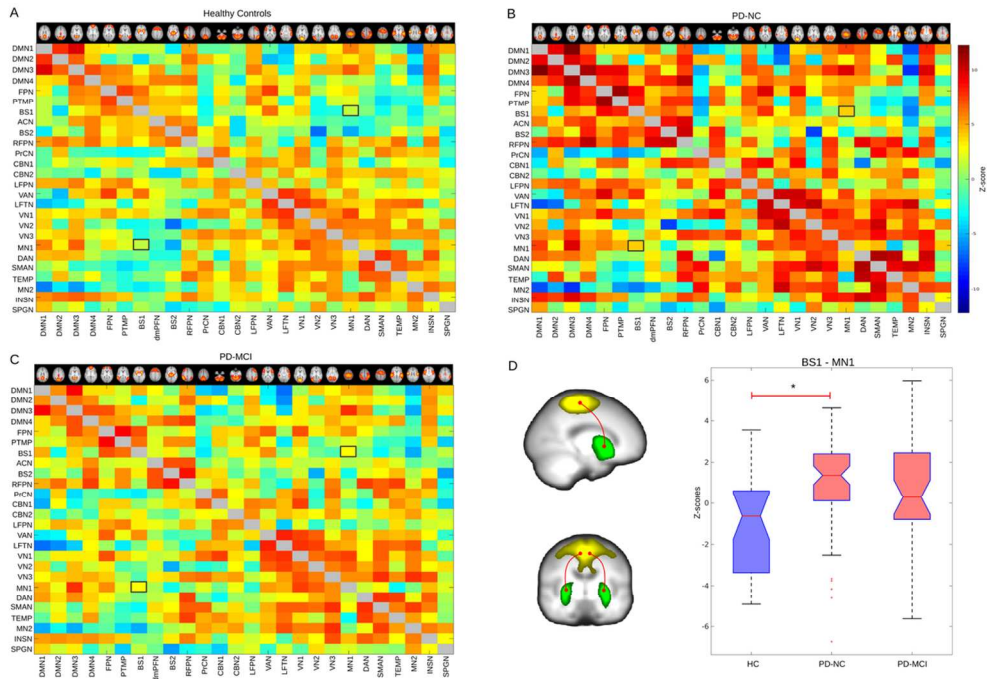 A
Healthy Controls
DMN1
DMN2
DMN3
DMN4
FPN
PTMP
BS1
ACN
BS2
RFPN
PrCN
CBN1
CBN2
LFPN
VAN
LFTN
VN1
VN2
VN3
MN1
DAN
SMAN
TEMP
MN2
INSN
SPGN
DMN1 DMN2 DMN3 DMN4 FPN PTMP BS1 dmPFN BS2 RFPN PrCN CBN1 CBN2 LFPN VAN LFTN VN1 VN2 VN3 MN1 DAN SMAN TEMP MN2 INSN SPGN
B
PD-NC
DMN1
DMN2
DMN3
DMN4
FPN
PTMP
BS1
ACN
BS2
RFPN
PrCN
CBN1
CBN2
LFPN
VAN
LFTN
VN1
VN2
VN3
MN1
DAN
SMAN
TEMP
MN2
INSN
SPGN
DMN1 DMN2 DMN3 DMN4 FPN PTMP BS1 dmPFN BS2 RFPN PrCN CBN1 CBN2 LFPN VAN LFTN VN1 VN2 VN3 MN1 DAN SMAN TEMP MN2 INSN SPGN
10
5
0
-5
-10
Z-score
C
PD-MCI
DMN1
DMN2
DMN3
DMN4
FPN
PTMP
BS1
ACN
BS2
RFPN
PrCN
CBN1
CBN2
LFPN
VAN
LFTN
VN1
VN2
VN3
MN1
DAN
SMAN
TEMP
MN2
INSN
SPGN
DMN1 DMN2 DMN3 DMN4 FPN PTMP BS1 dmPFN BS2 RFPN PrCN CBN1 CBN2 LFPN VAN LFTN VN1 VN2 VN3 MN1 DAN SMAN TEMP MN2 INSN SPGN
D
BS1 - MN1
*
6
4
2
0
-2
-4
-6
Z-scores
HC PD-NC PD-MCI